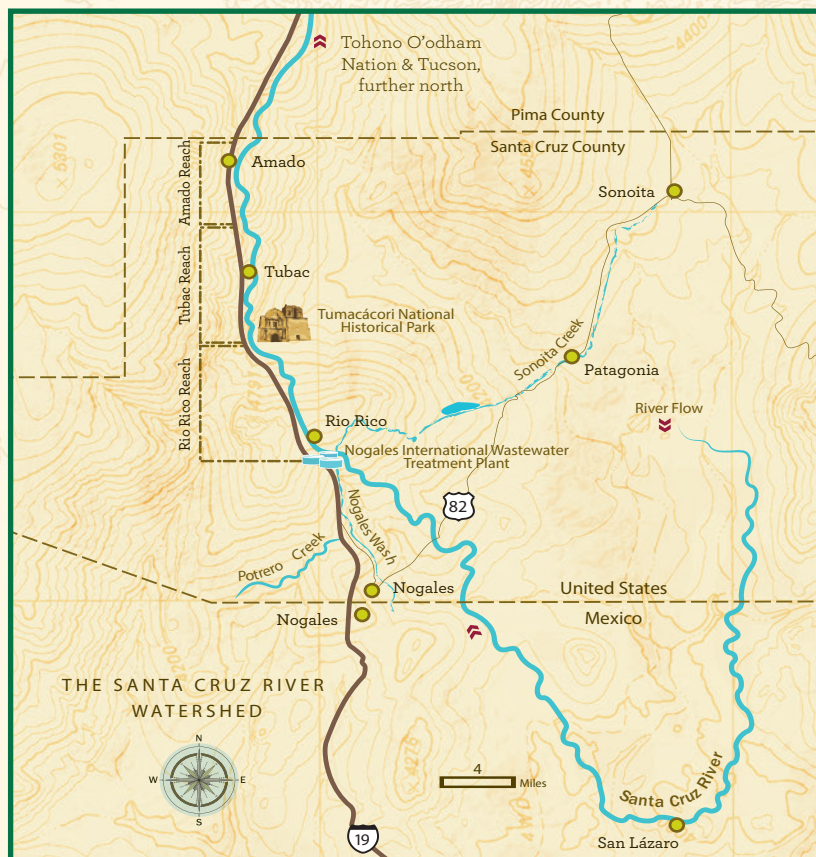 Tohono O'odham
Nation & Tucson,
further north
4400
Pima County
Santa Cruz County
5301
Amado Reach
Amado
Sonoita
Tubac Reach
Tubac
Tumacácori National
Historical Park
Sonoita Creek
Patagonia
Rio Rico Reach
River Flow
Rio Rico
Nogales International Wastewater
Treatment Plant
82
Nogales Wash
Potrero Creek
Nogales
United States
Nogales
Mexico
THE SANTA CRUZ RIVER
WATERSHED
N
W
E
S
4
Miles
4215
Santa Cruz River
San Lázaro
19